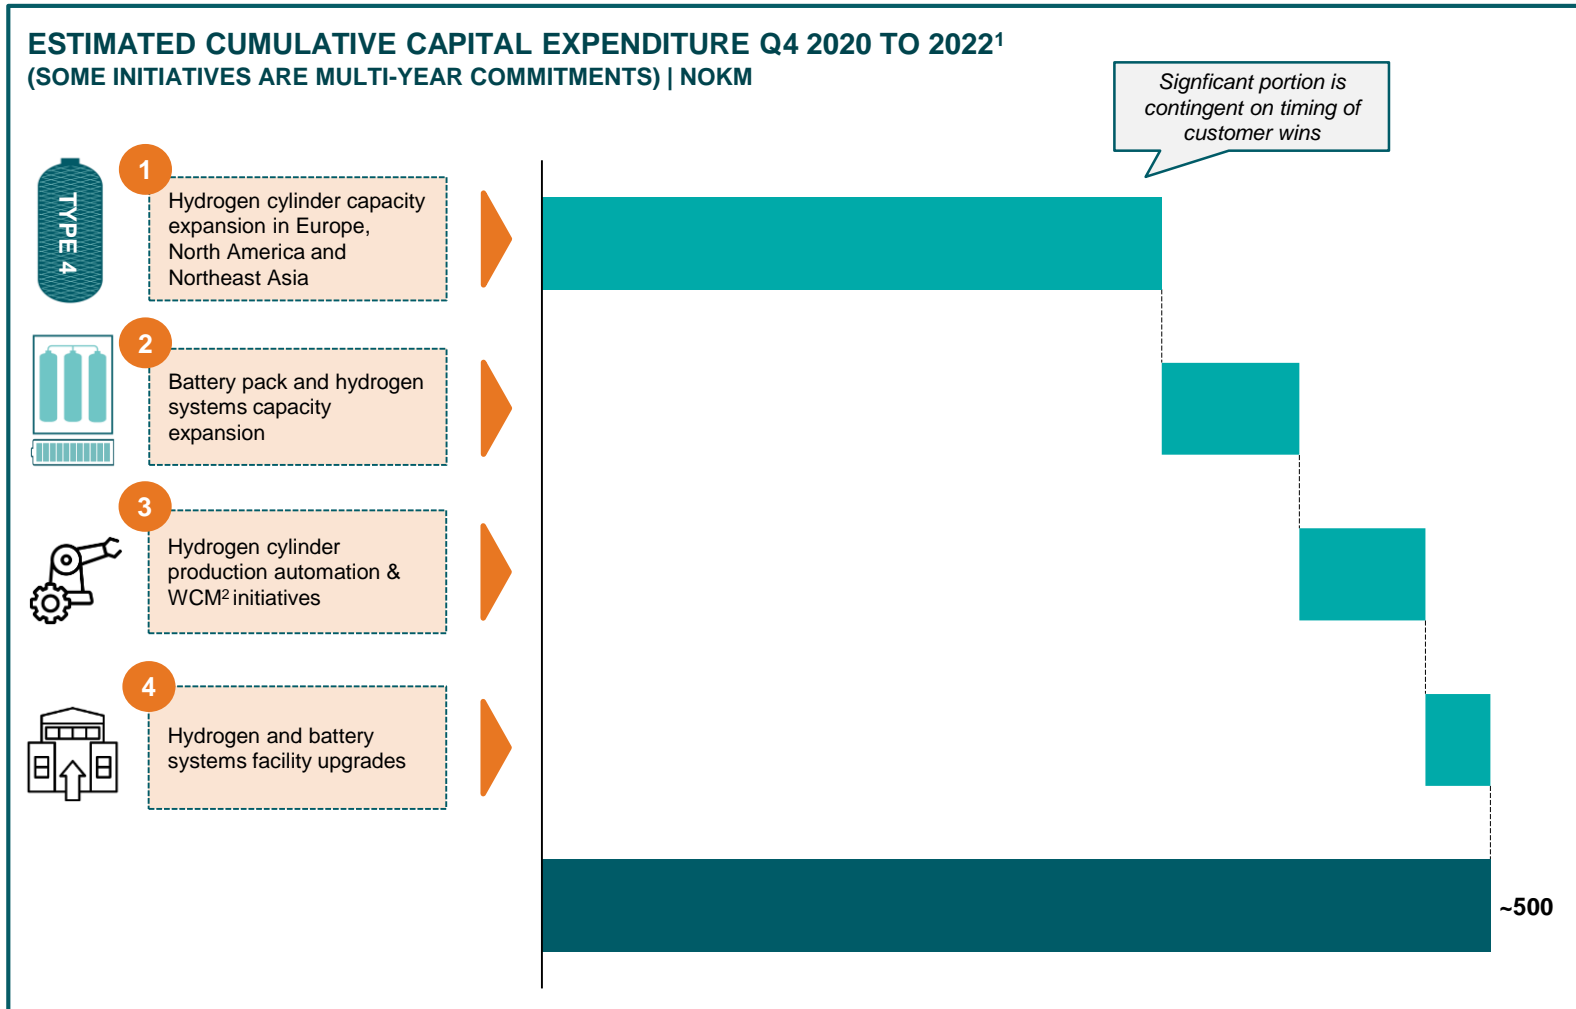 ESTIMATED CUMULATIVE CAPITAL EXPENDITURE Q4 2020 TO 2022¹
(SOME INITIATIVES ARE MULTI-YEAR COMMITMENTS) | NOKM
Signficant portion is
contingent on timing of
customer wins
TYPE 4
1
Hydrogen cylinder capacity
expansion in Europe,
North America and
Northeast Asia
2
Battery pack and hydrogen
systems capacity
expansion
3
Hydrogen cylinder
production automation &
WCM² initiatives
4
Hydrogen and battery
systems facility upgrades
~500